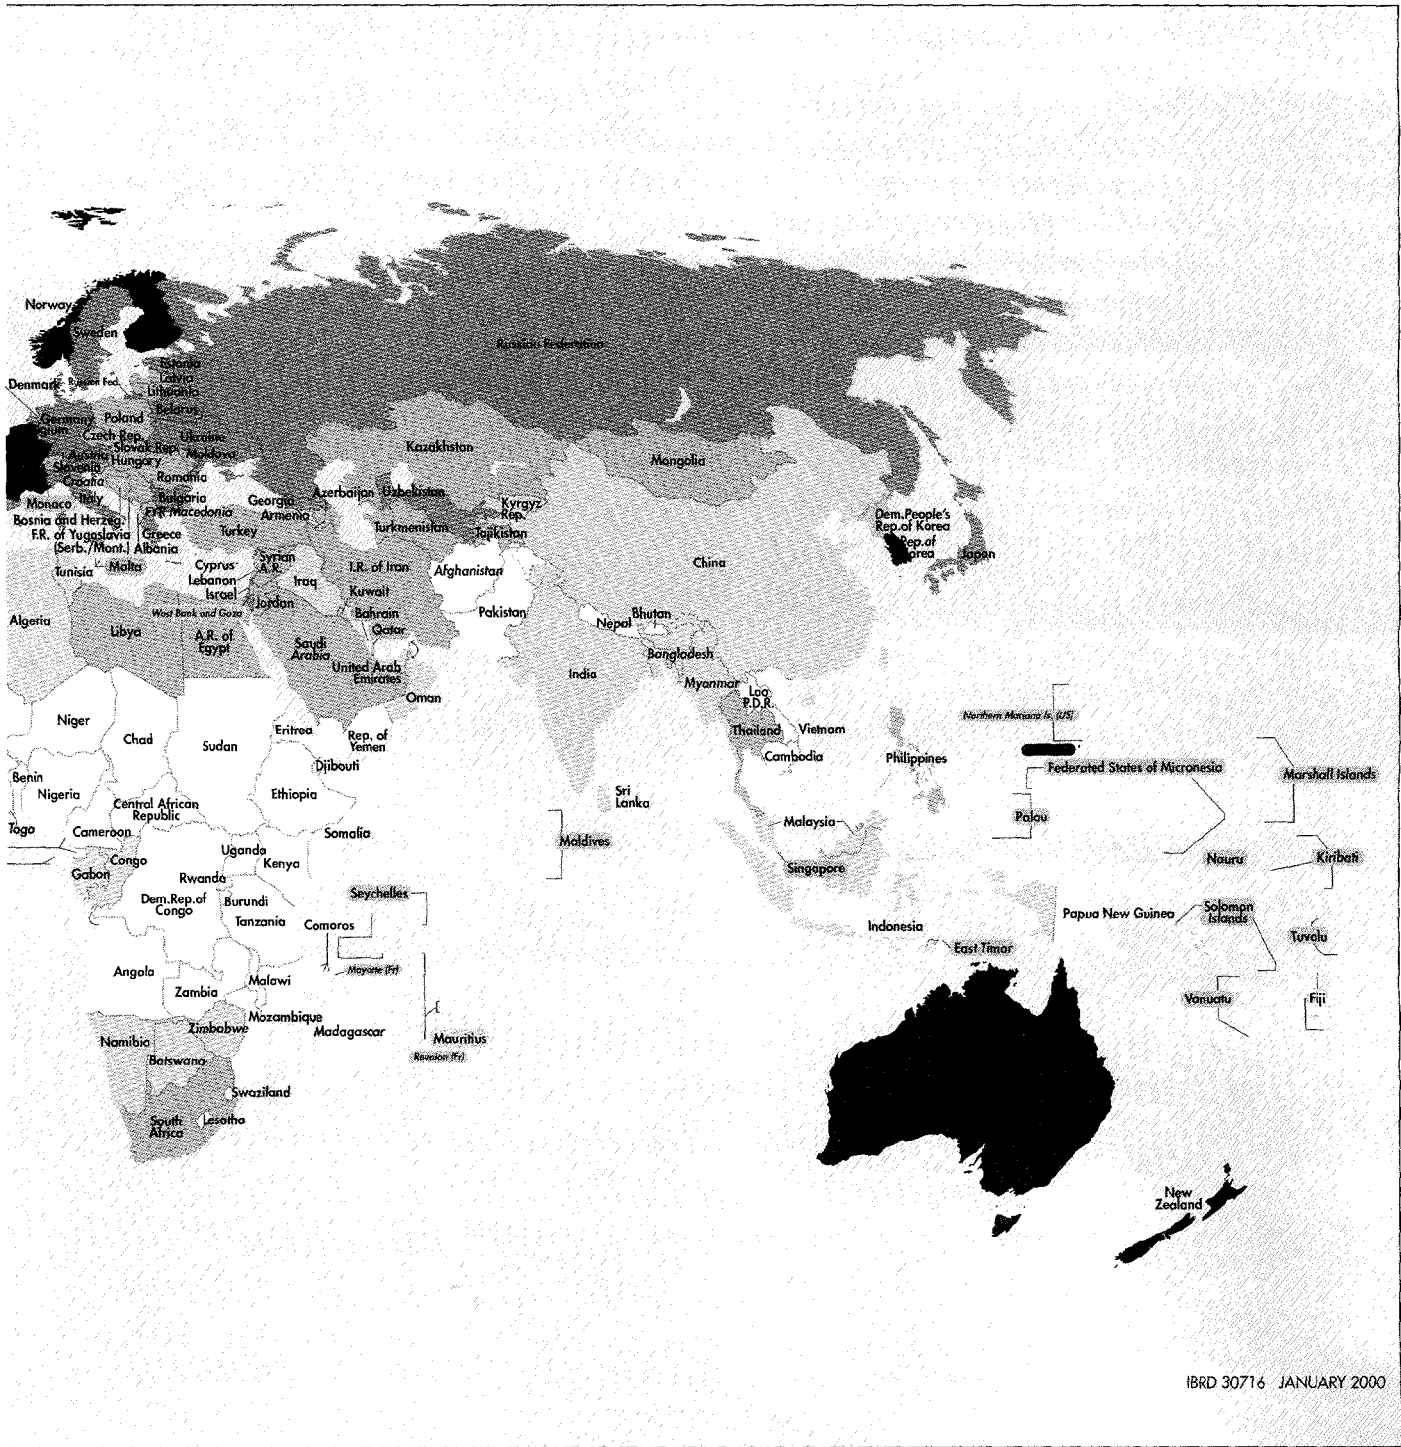 Norway
Sweden
Russian Federation
Estonia
Denmark
Russian Fed.
Latvia
Lithuania
Germany
Poland
Belarus
Czech Rep.
Ukraine
Slovak Rep.
Moldova
Austria
Hungary
Slovenia
Croatia
Romania
Monaco
Italy
Bulgaria
Bosnia and Herzeg.
FYR Macedonia
F.R. of Yugoslavia
(Serb./Mont.)
Albania
Greece
Turkey
Georgia
Armenia
Azerbaijan
Uzbekistan
Kazakhstan
Mongolia
Kyrgyz
Rep.
Turkmenistan
Tajikistan
Dem.People's
Rep.of Korea
Rep.of
Japan
China
Tunisia
Malta
Cyprus
Lebanon
Israel
Syrian
A.R.
Iraq
I.R. of Iran
Afghanistan
Kuwait
Jordan
West Bank and Gaza
Bahrain
Qatar
Pakistan
Nepal
Bhutan
Algeria
Libya
A.R. of
Egypt
Saudi
Arabia
United Arab
Emirates
Oman
India
Bangladesh
Myanmar
Lao
P.D.R.
Thailand
Vietnam
Cambodia
Philippines
Northern Mariana Is. (US)
Federated States of Micronesia
Marshall Islands
Niger
Chad
Sudan
Eritrea
Rep. of
Yemen
Djibouti
Benin
Nigeria
Central African
Republic
Ethiopia
Sri
Lanka
Togo
Cameroon
Somalia
Maldives
Malaysia
Palau
Congo
Uganda
Kenya
Gabon
Rwanda
Singapore
Nauru
Kiribati
Dem.Rep.of
Congo
Burundi
Seychelles
Tanzania
Comoros
Indonesia
Papua New Guinea
Solomon
Islands
East Timor
Tuvalu
Angola
Malawi
Mayotte (Fr)
Zambia
Vanuatu
Fiji
Mozambique
Zimbabwe
Madagascar
Mauritius
Reunion (Fr)
Namibia
Botswana
Swaziland
South
Africa
Lesotho
New
Zealand
IBRD 30716 JANUARY 2000